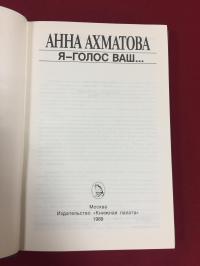 АННА АХМАТОВА
Я–ГОЛОС ВАШ...
Москва
Издательство «Книжная палата»
1989